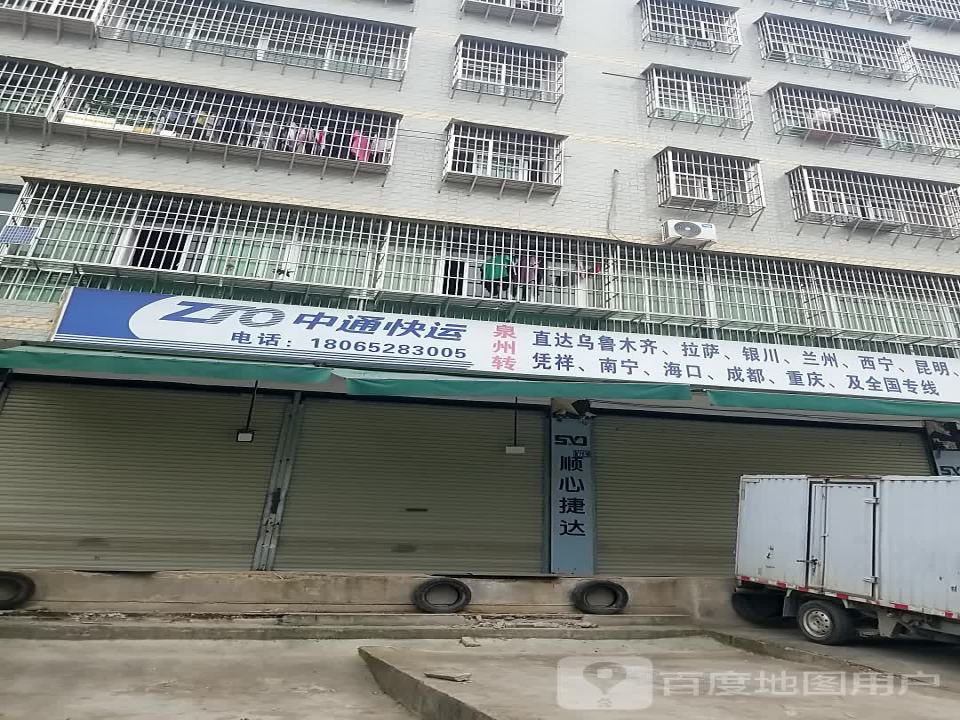 ZTO 中通快运
电话：18065283005
泉州转
直达乌鲁木齐、拉萨、银川、兰州、西宁、昆明、
凭祥、南宁、海口、成都、重庆、及全国专线
SXJD
顺心捷达
百度地图用户